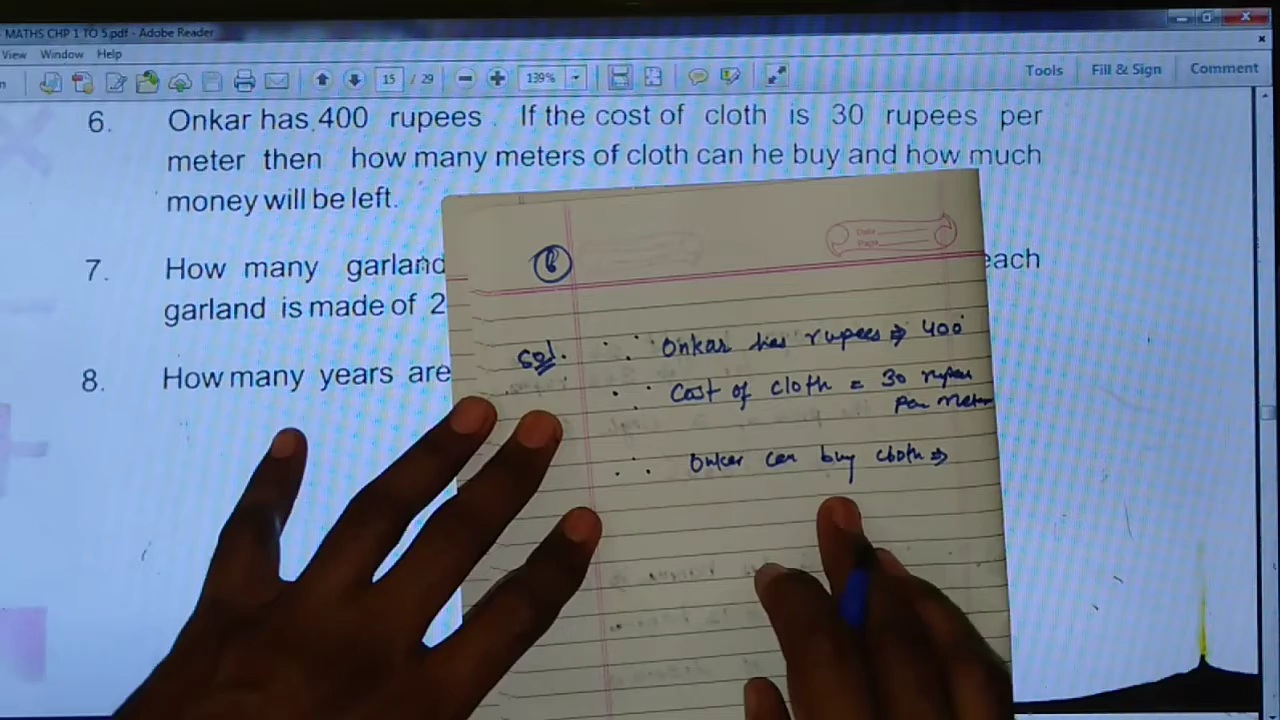 MATHS CHP 1 TO 5.pdf - Adobe Reader
View Window Help
15 / 29 139% Tools Fill & Sign Comment
6. Onkar has 400 rupees . If the cost of cloth is 30 rupees per
meter then how many meters of cloth can he buy and how much
money will be left.
7. How many garland each
garland is made of 2
8. How many years are
6
Date
Page
Sol. ∵ Onkar has rupees ⇒ 400
∵ Cost of cloth = 30 rupees
Per Meter
∴ Onkar can buy cloth ⇒